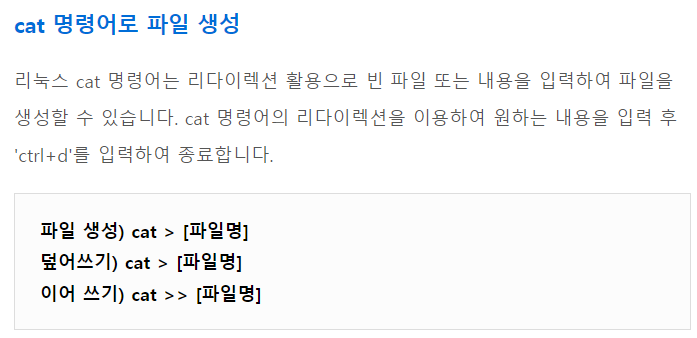 cat 명령어로 파일 생성
리눅스 cat 명령어는 리다이렉션 활용으로 빈 파일 또는 내용을 입력하여 파일을
생성할 수 있습니다. cat 명령어의 리다이렉션을 이용하여 원하는 내용을 입력 후
'ctrl+d'를 입력하여 종료합니다.
파일 생성) cat > [파일명]
덮어쓰기) cat > [파일명]
이어 쓰기) cat >> [파일명]